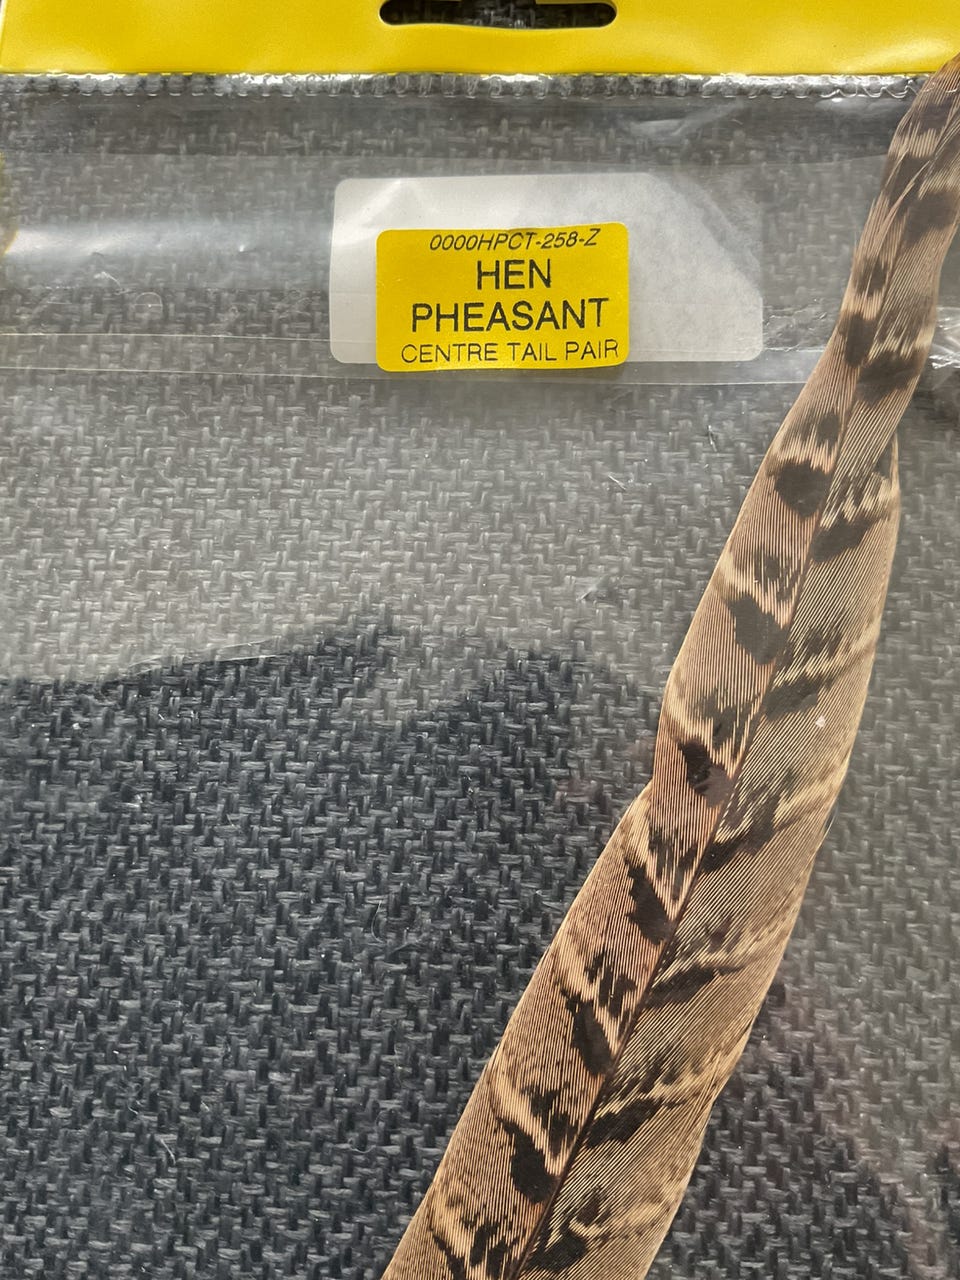 0000HPCT-258-Z
HEN
PHEASANT
CENTRE TAIL PAIR